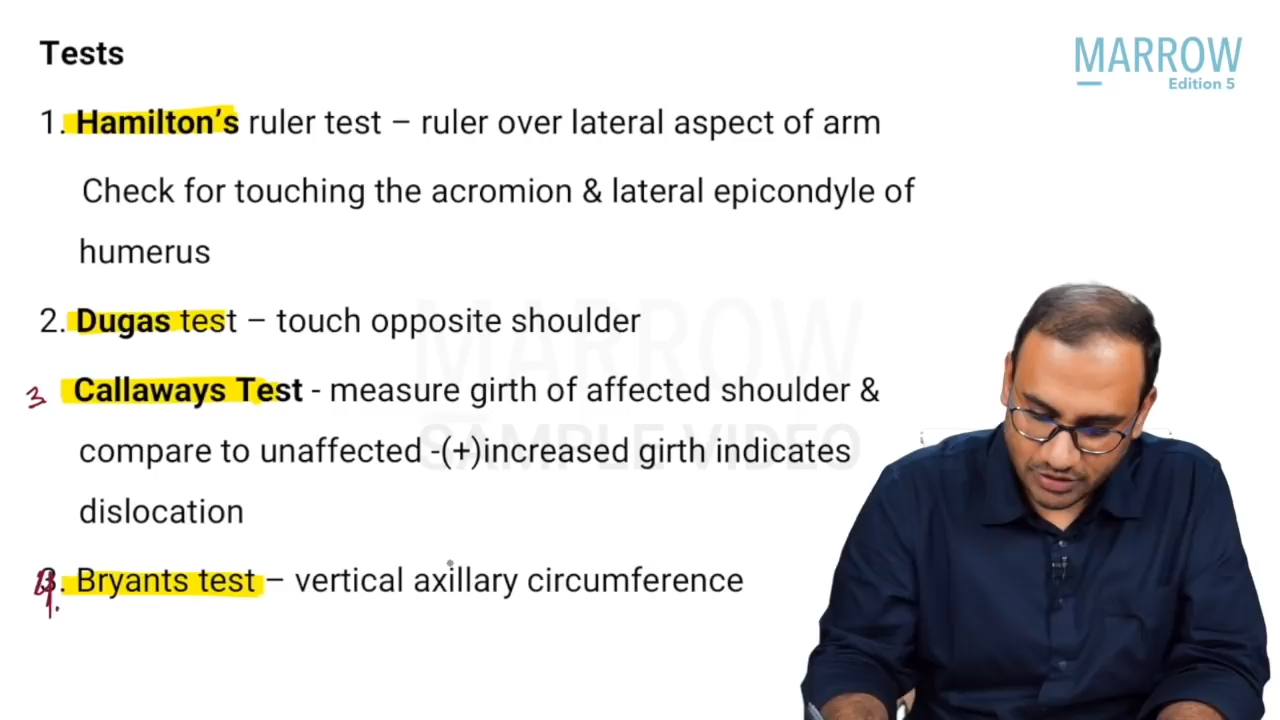 Tests
MARROW
Edition 5
1. Hamilton's ruler test – ruler over lateral aspect of arm
Check for touching the acromion & lateral epicondyle of
humerus
2. Dugas test – touch opposite shoulder
3 Callaways Test - measure girth of affected shoulder &
compare to unaffected -(+)increased girth indicates
dislocation
4. Bryants test – vertical axillary circumference
MARROW
SAMPLE VIDEO